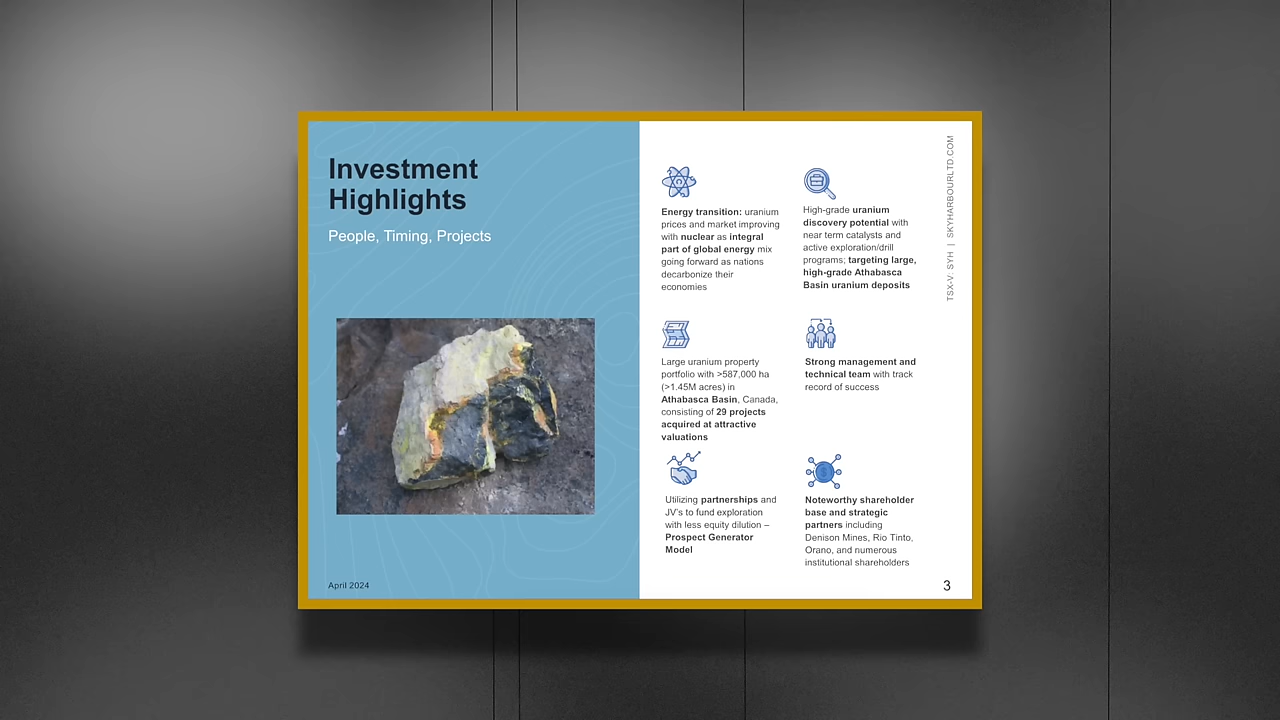 Investment
Highlights
People, Timing, Projects
April 2024
Energy transition: uranium
prices and market improving
with nuclear as integral
part of global energy mix
going forward as nations
decarbonize their
economies
High-grade uranium
discovery potential with
near term catalysts and
active exploration/drill
programs; targeting large,
high-grade Athabasca
Basin uranium deposits
Large uranium property
portfolio with >587,000 ha
(>1.45M acres) in
Athabasca Basin, Canada,
consisting of 29 projects
acquired at attractive
valuations
Strong management and
technical team with track
record of success
Utilizing partnerships and
JV's to fund exploration
with less equity dilution –
Prospect Generator
Model
Noteworthy shareholder
base and strategic
partners including
Denison Mines, Rio Tinto,
Orano, and numerous
institutional shareholders
TSX-V: SYH | SKYHARBOURLTD.COM
3